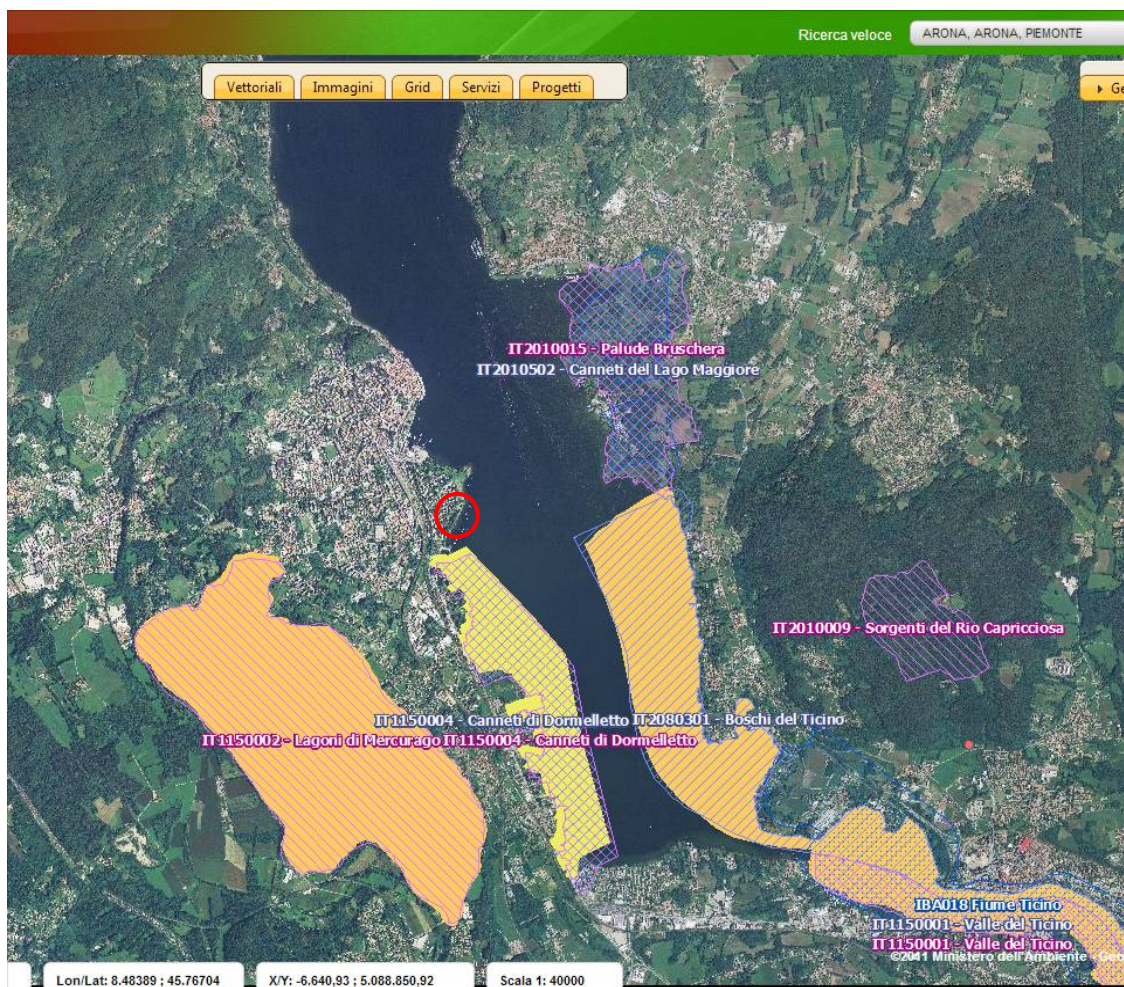 Ricerca veloce ARONA, ARONA, PIEMONTE
Vettoriali Immagini Grid Servizi Progetti
Ge
IT2010015 - Palude Bruschera
IT2010502 - Canneti del Lago Maggiore
IT2010009 - Sorgenti del Rio Capricciosa
IT1150004 - Canneti di Dormelletto IT2080301 - Boschi del Ticino
IT1150002 - Lagoni di Mercurago IT1150004 - Canneti di Dormelletto
IBA018 Fiume Ticino
IT1150001 - Valle del Ticino
IT1150001 - Valle del Ticino
©2011 Ministero dell'Ambiente - Geo
Lon/Lat: 8.48389 ; 45.76704 X/Y: -6.640,93 ; 5.088.850,92 Scala 1: 40000